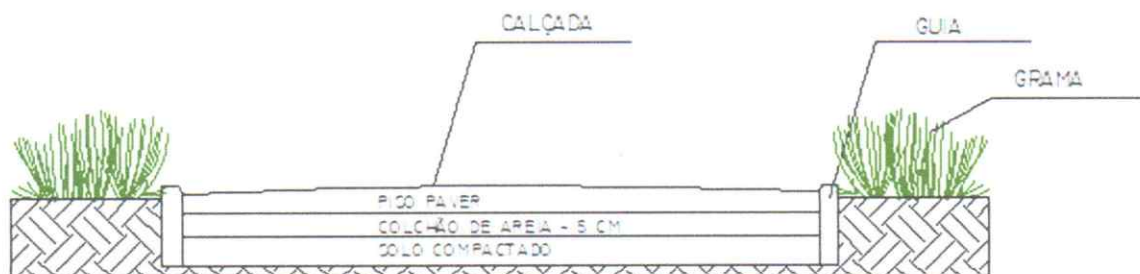 CALÇADA
GUIA
GRAMA
PISO PAVER
COLCHÃO DE AREIA - 5 CM
SOLO COMPACTADO